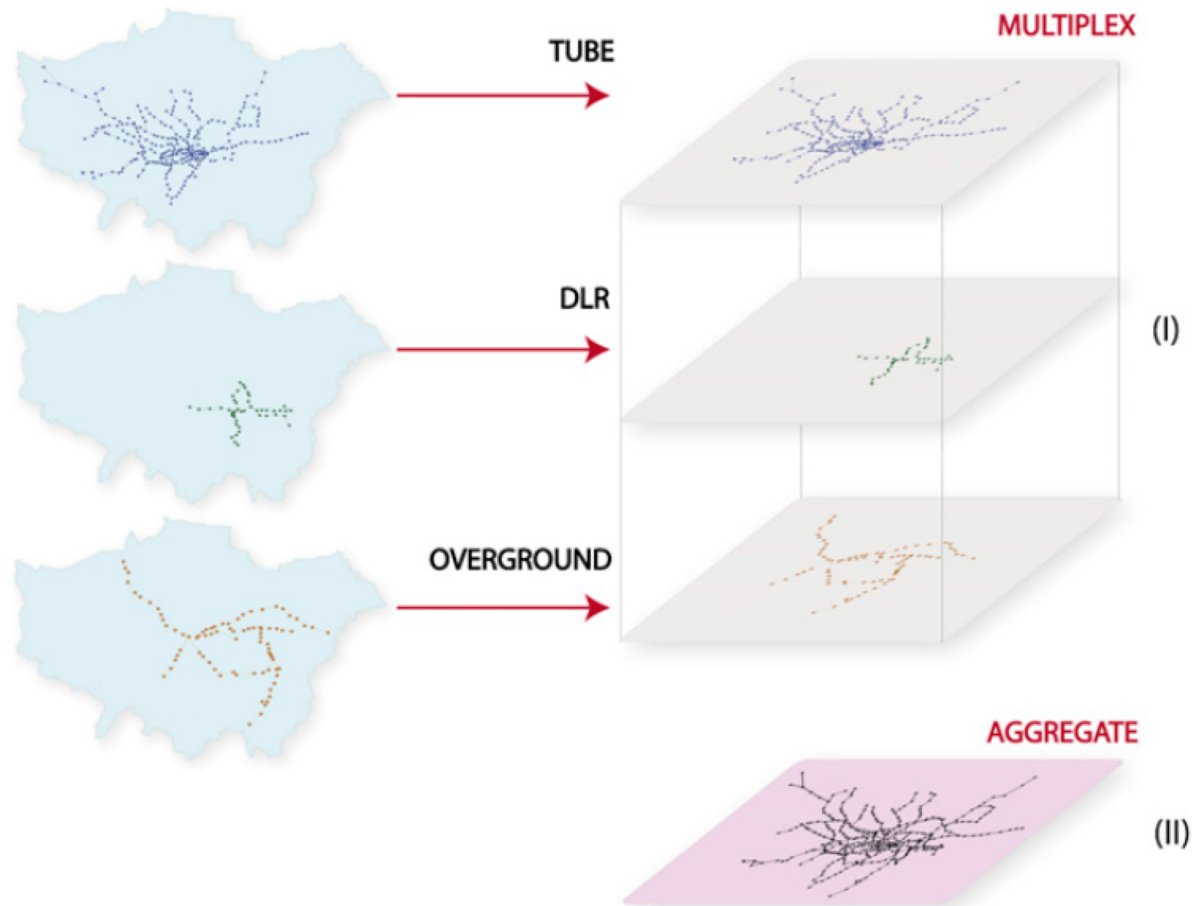 MULTIPLEX
TUBE
DLR
(I)
OVERGROUND
AGGREGATE
(II)